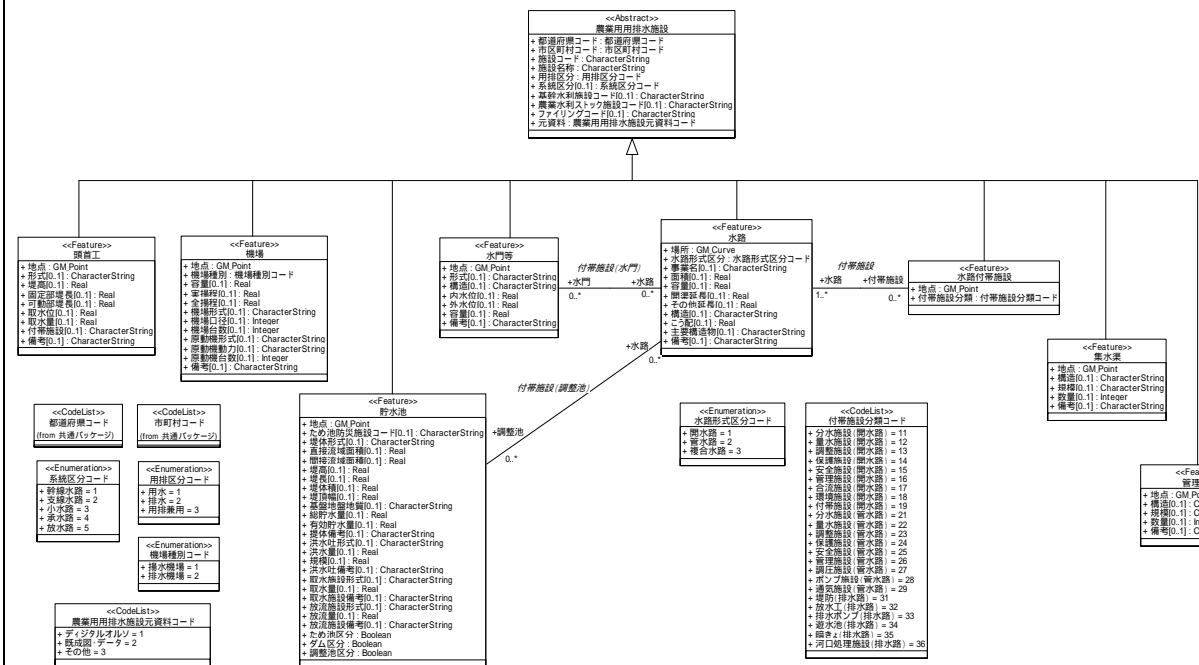 <<Abstract>>
農業用用排水施設
+ 都道府県コード : 都道府県コード
+ 市区町村コード : 市区町村コード
+ 施設コード : CharacterString
+ 施設名称 : CharacterString
+ 用排区分 : 用排区分コード
+ 系統区分[0..1] : 系統区分コード
+ 基幹水利施設コード[0..1] : CharacterString
+ 農業水利ストック施設コード[0..1] : CharacterString
+ ファイリングコード[0..1] : CharacterString
+ 元資料 : 農業用用排水施設元資料コード
<<Feature>>
頭首工
+ 地点 : GM_Point
+ 形式[0..1] : CharacterString
+ 堤高[0..1] : Real
+ 固定部堤長[0..1] : Real
+ 可動部堤長[0..1] : Real
+ 取水位[0..1] : Real
+ 取水量[0..1] : Real
+ 付帯施設[0..1] : CharacterString
+ 備考[0..1] : CharacterString
<<Feature>>
機場
+ 地点 : GM_Point
+ 機場種別 : 機場種別コード
+ 容量[0..1] : Real
+ 実揚程[0..1] : Real
+ 全揚程[0..1] : Real
+ 機場形式[0..1] : CharacterString
+ 機場口径[0..1] : Integer
+ 機場台数[0..1] : Integer
+ 原動機形式[0..1] : CharacterString
+ 原動機動力[0..1] : CharacterString
+ 原動機台数[0..1] : Integer
+ 備考[0..1] : CharacterString
<<Feature>>
水門等
+ 地点 : GM_Point
+ 形式[0..1] : CharacterString
+ 構造[0..1] : CharacterString
+ 内水位[0..1] : Real
+ 外水位[0..1] : Real
+ 容量[0..1] : Real
+ 備考[0..1] : CharacterString
付帯施設(水門)
+水門
+水路
0..*
0..*
<<Feature>>
水路
+ 場所 : GM_Curve
+ 水路形式区分 : 水路形式区分コード
+ 事業名[0..1] : CharacterString
+ 面積[0..1] : Real
+ 容量[0..1] : Real
+ 開渠延長[0..1] : Real
+ その他延長[0..1] : Real
+ 構造[0..1] : CharacterString
+ こう配[0..1] : Real
+ 主要構造物[0..1] : CharacterString
+ 備考[0..1] : CharacterString
付帯施設
+水路
+付帯施設
1..*
0..*
<<Feature>>
水路付帯施設
+ 地点 : GM_Point
+ 付帯施設分類 : 付帯施設分類コード
<<Feature>>
集水渠
+ 地点 : GM_Point
+ 構造[0..1] : CharacterString
+ 規模[0..1] : CharacterString
+ 数量[0..1] : Integer
+ 備考[0..1] : CharacterString
+水路
0..*
付帯施設(調整池)
+調整池
0..*
<<CodeList>>
都道府県コード
(from 共通パッケージ)
<<CodeList>>
市町村コード
(from 共通パッケージ)
<<Enumeration>>
系統区分コード
+ 幹線水路 = 1
+ 支線水路 = 2
+ 小水路 = 3
+ 承水路 = 4
+ 放水路 = 5
<<Enumeration>>
用排区分コード
+ 用水 = 1
+ 排水 = 2
+ 用排兼用 = 3
<<Enumeration>>
機場種別コード
+ 揚水機場 = 1
+ 排水機場 = 2
<<CodeList>>
農業用用排水施設元資料コード
+ ディジタルオルソ = 1
+ 既成図・データ = 2
+ その他 = 3
<<Feature>>
貯水池
+ 地点 : GM_Point
+ ため池防災施設コード[0..1] : CharacterString
+ 堤体形式[0..1] : CharacterString
+ 直接流域面積[0..1] : Real
+ 間接流域面積[0..1] : Real
+ 堤高[0..1] : Real
+ 堤長[0..1] : Real
+ 堤体積[0..1] : Real
+ 堤頂幅[0..1] : Real
+ 基盤地盤地質[0..1] : CharacterString
+ 総貯水量[0..1] : Real
+ 有効貯水量[0..1] : Real
+ 提体備考[0..1] : CharacterString
+ 洪水吐形式[0..1] : CharacterString
+ 洪水量[0..1] : Real
+ 規模[0..1] : Real
+ 洪水吐備考[0..1] : CharacterString
+ 取水施設形式[0..1] : CharacterString
+ 取水量[0..1] : Real
+ 取水施設備考[0..1] : CharacterString
+ 放流施設形式[0..1] : CharacterString
+ 放流量[0..1] : Real
+ 放流施設備考[0..1] : CharacterString
+ ため池区分 : Boolean
+ ダム区分 : Boolean
+ 調整池区分 : Boolean
<<Enumeration>>
水路形式区分コード
+ 開水路 = 1
+ 管水路 = 2
+ 複合水路 = 3
<<CodeList>>
付帯施設分類コード
+ 分水施設(開水路) = 11
+ 量水施設(開水路) = 12
+ 調整施設(開水路) = 13
+ 保護施設(開水路) = 14
+ 安全施設(開水路) = 15
+ 管理施設(開水路) = 16
+ 合流施設(開水路) = 17
+ 環境施設(開水路) = 18
+ 付帯施設(開水路) = 19
+ 分水施設(管水路) = 21
+ 量水施設(管水路) = 22
+ 調整施設(管水路) = 23
+ 保護施設(管水路) = 24
+ 安全施設(管水路) = 25
+ 管理施設(管水路) = 26
+ 調圧施設(管水路) = 27
+ ポンプ施設(管水路) = 28
+ 通気施設(管水路) = 29
+ 堤防(排水路) = 31
+ 放水工(排水路) = 32
+ 排水ポンプ(排水路) = 33
+ 遊水池(排水路) = 34
+ 暗きょ(排水路) = 35
+ 河口処理施設(排水路) = 36
<<Fea
管理
+ 地点 : GM_Po
+ 構造[0..1] : C
+ 規模[0..1] : C
+ 数量[0..1] : In
+ 備考[0..1] : C